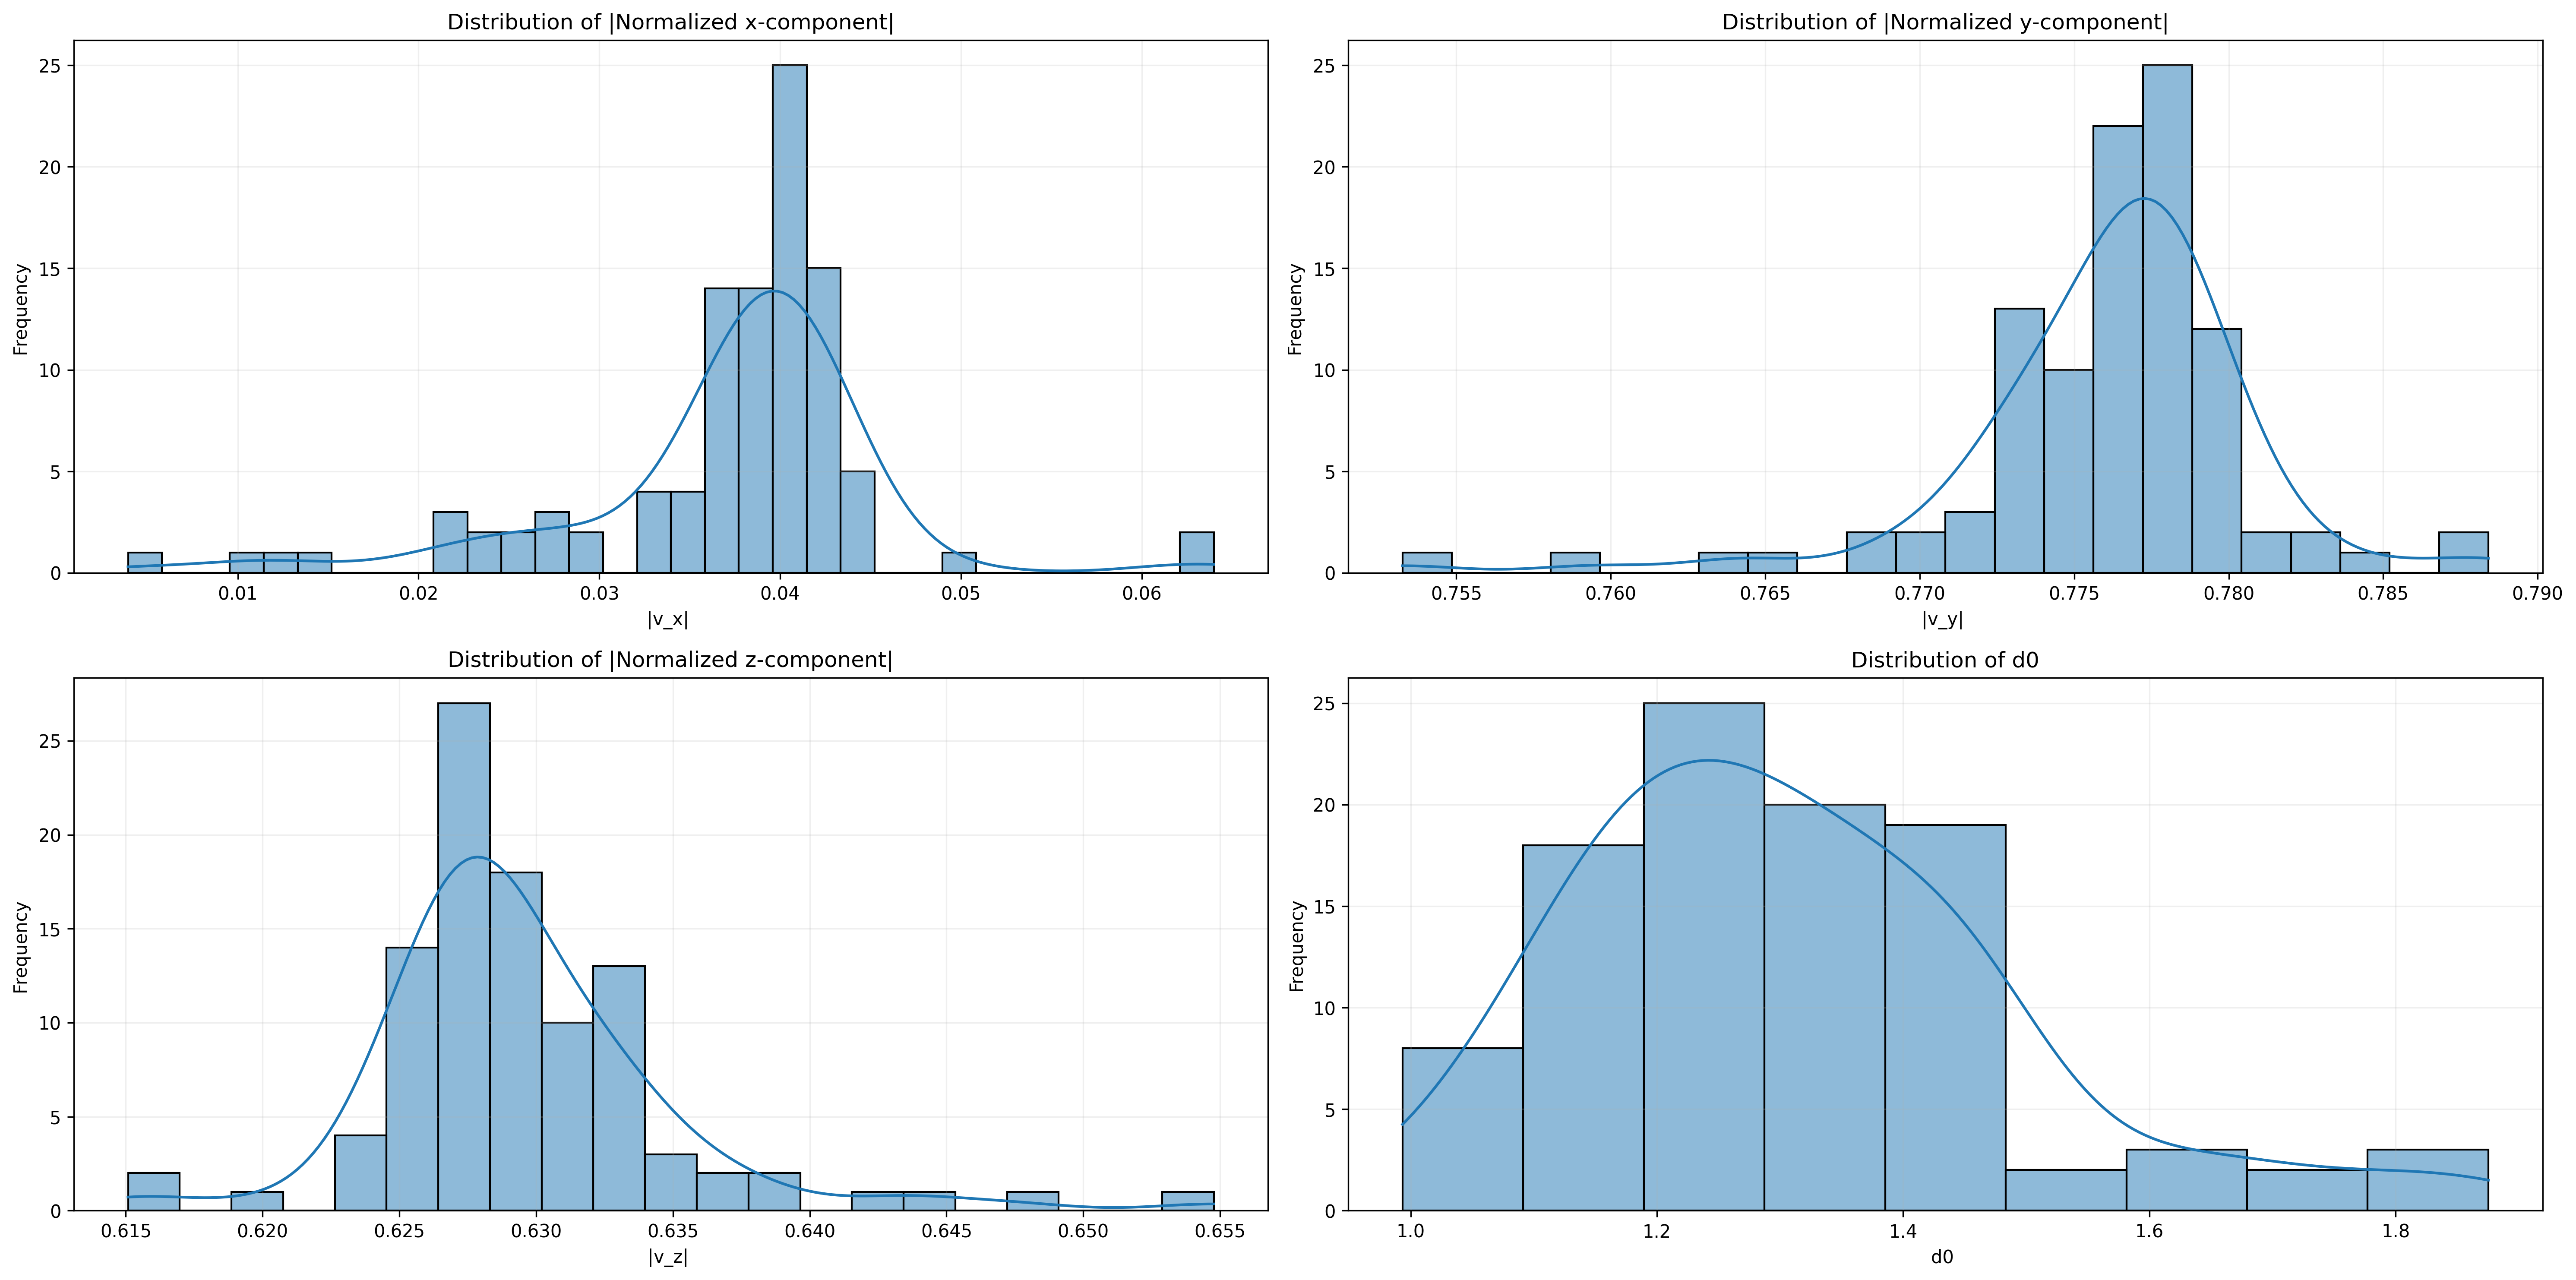 Distribution of |Normalized x-component|
25
20
15
10
5
0
Frequency
0.01 0.02 0.03 0.04 0.05 0.06
|v_x|
Distribution of |Normalized y-component|
25
20
15
10
5
0
Frequency
0.755 0.760 0.765 0.770 0.775 0.780 0.785 0.790
|v_y|
Distribution of |Normalized z-component|
25
20
15
10
5
0
Frequency
0.615 0.620 0.625 0.630 0.635 0.640 0.645 0.650 0.655
|v_z|
Distribution of d0
25
20
15
10
5
0
Frequency
1.0 1.2 1.4 1.6 1.8
d0